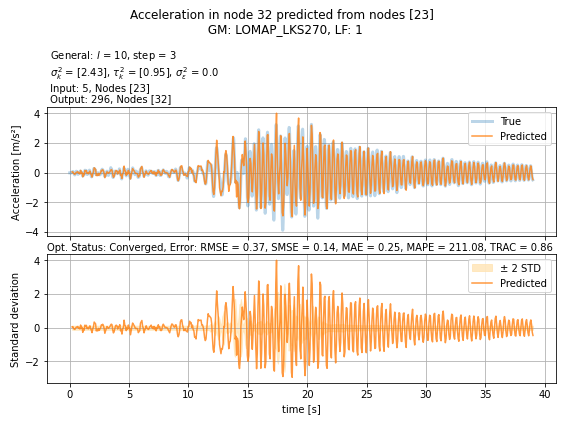 Acceleration in node 32 predicted from nodes [23]
GM: LOMAP_LKS270, LF: 1
General: l = 10, step = 3
σ²ₖ = [2.43], τ²ₖ = [0.95], σ²_ε = 0.0
Input: 5, Nodes [23]
Output: 296, Nodes [32]
Acceleration [m/s²]
4
2
0
−2
−4
True
Predicted
Opt. Status: Converged, Error: RMSE = 0.37, SMSE = 0.14, MAE = 0.25, MAPE = 211.08, TRAC = 0.86
Standard deviation
4
2
0
−2
± 2 STD
Predicted
0 5 10 15 20 25 30 35 40
time [s]